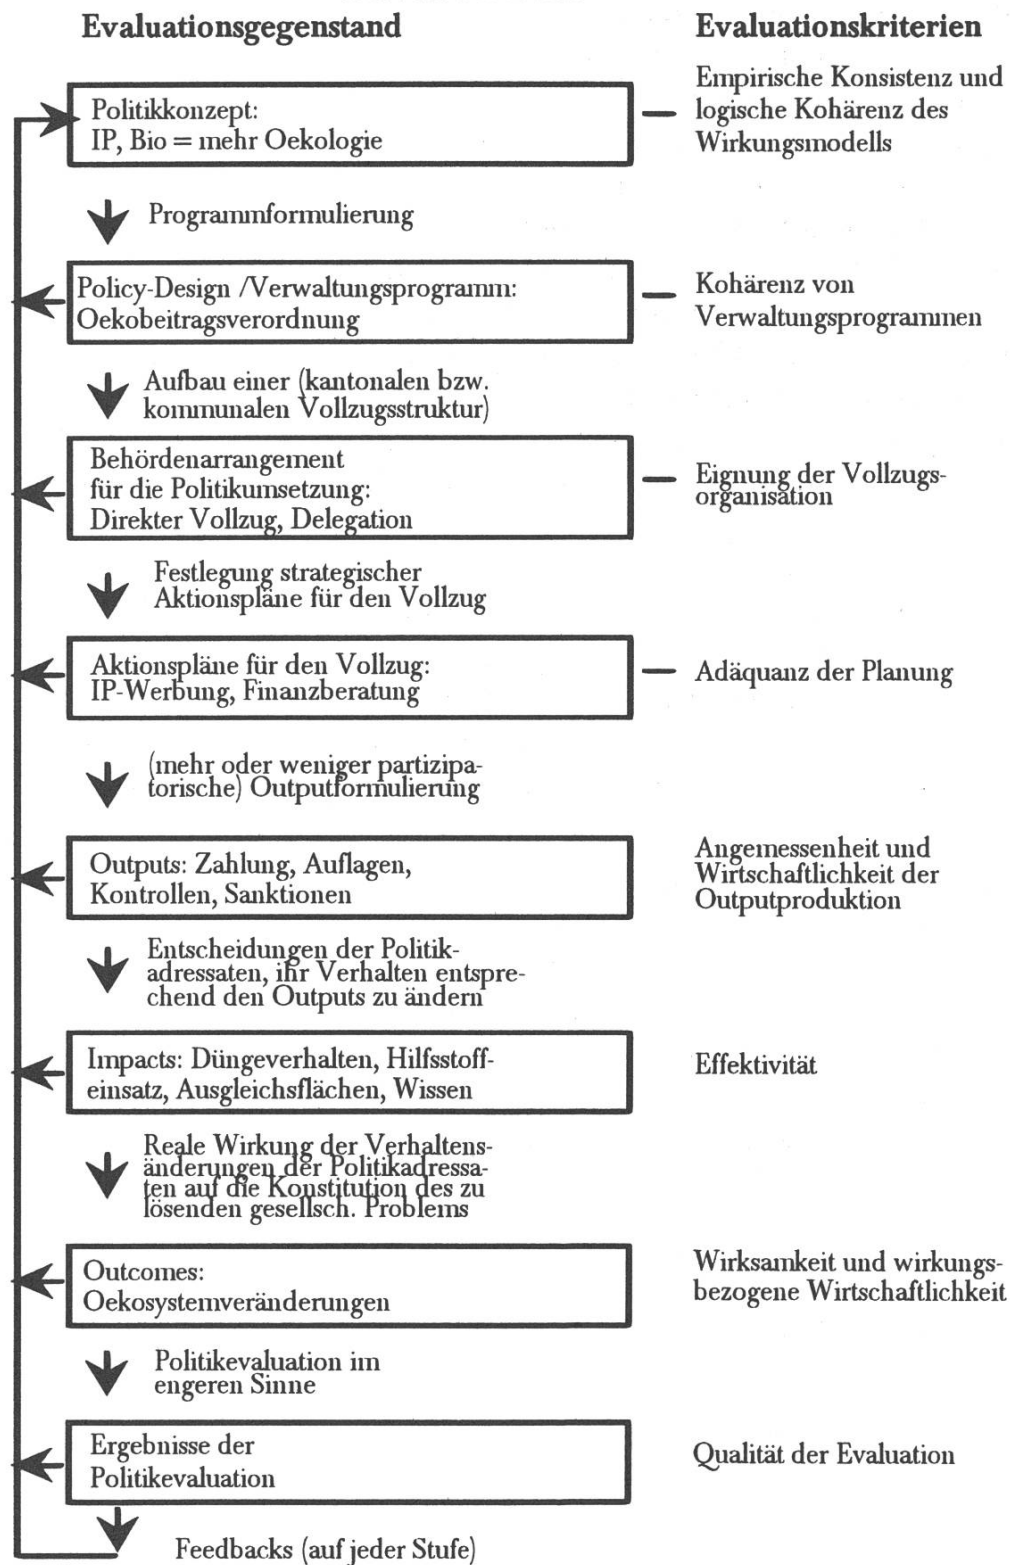 Evaluationsgegenstand
Evaluationskriterien
Politikkonzept:
IP, Bio = mehr Oekologie
Empirische Konsistenz und
logische Kohärenz des
Wirkungsmodells
Programmformulierung
Policy-Design /Verwaltungsprogramm:
Oekobeitragsverordnung
Kohärenz von
Verwaltungsprogrammen
Aufbau einer (kantonalen bzw.
kommunalen Vollzugsstruktur)
Behördenarrangement
für die Politikumsetzung:
Direkter Vollzug, Delegation
Eignung der Vollzugs-
organisation
Festlegung strategischer
Aktionspläne für den Vollzug
Aktionspläne für den Vollzug:
IP-Werbung, Finanzberatung
Adäquanz der Planung
(mehr oder weniger partizipa-
torische) Outputformulierung
Outputs: Zahlung, Auflagen,
Kontrollen, Sanktionen
Angemessenheit und
Wirtschaftlichkeit der
Outputproduktion
Entscheidungen der Politik-
adressaten, ihr Verhalten entspre-
chend den Outputs zu ändern
Impacts: Düngeverhalten, Hilfsstoff-
einsatz, Ausgleichsflächen, Wissen
Effektivität
Reale Wirkung der Verhaltens-
änderungen der Politikadressa-
ten auf die Konstitution des zu
lösenden gesellsch. Problems
Outcomes:
Oekosystemveränderungen
Wirksamkeit und wirkungs-
bezogene Wirtschaftlichkeit
Politikevaluation im
engeren Sinne
Ergebnisse der
Politikevaluation
Qualität der Evaluation
Feedbacks (auf jeder Stufe)